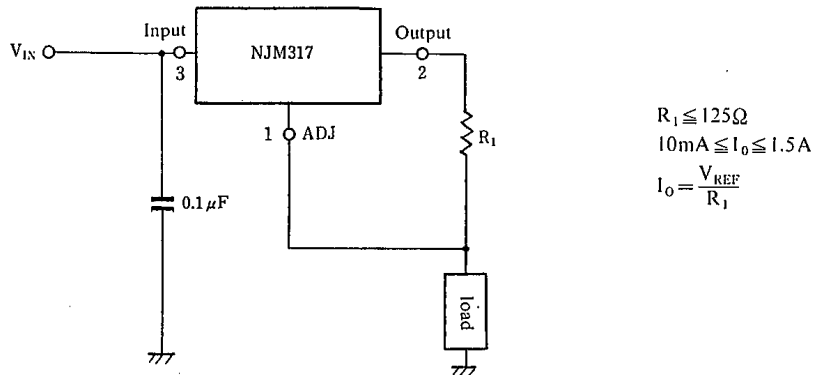 Input
Output
V_IN
NJM317
3
2
1
ADJ
R₁
0.1μF
load
R₁≦125Ω
10mA≦I₀≦1.5A
I_O=V_REF/R₁